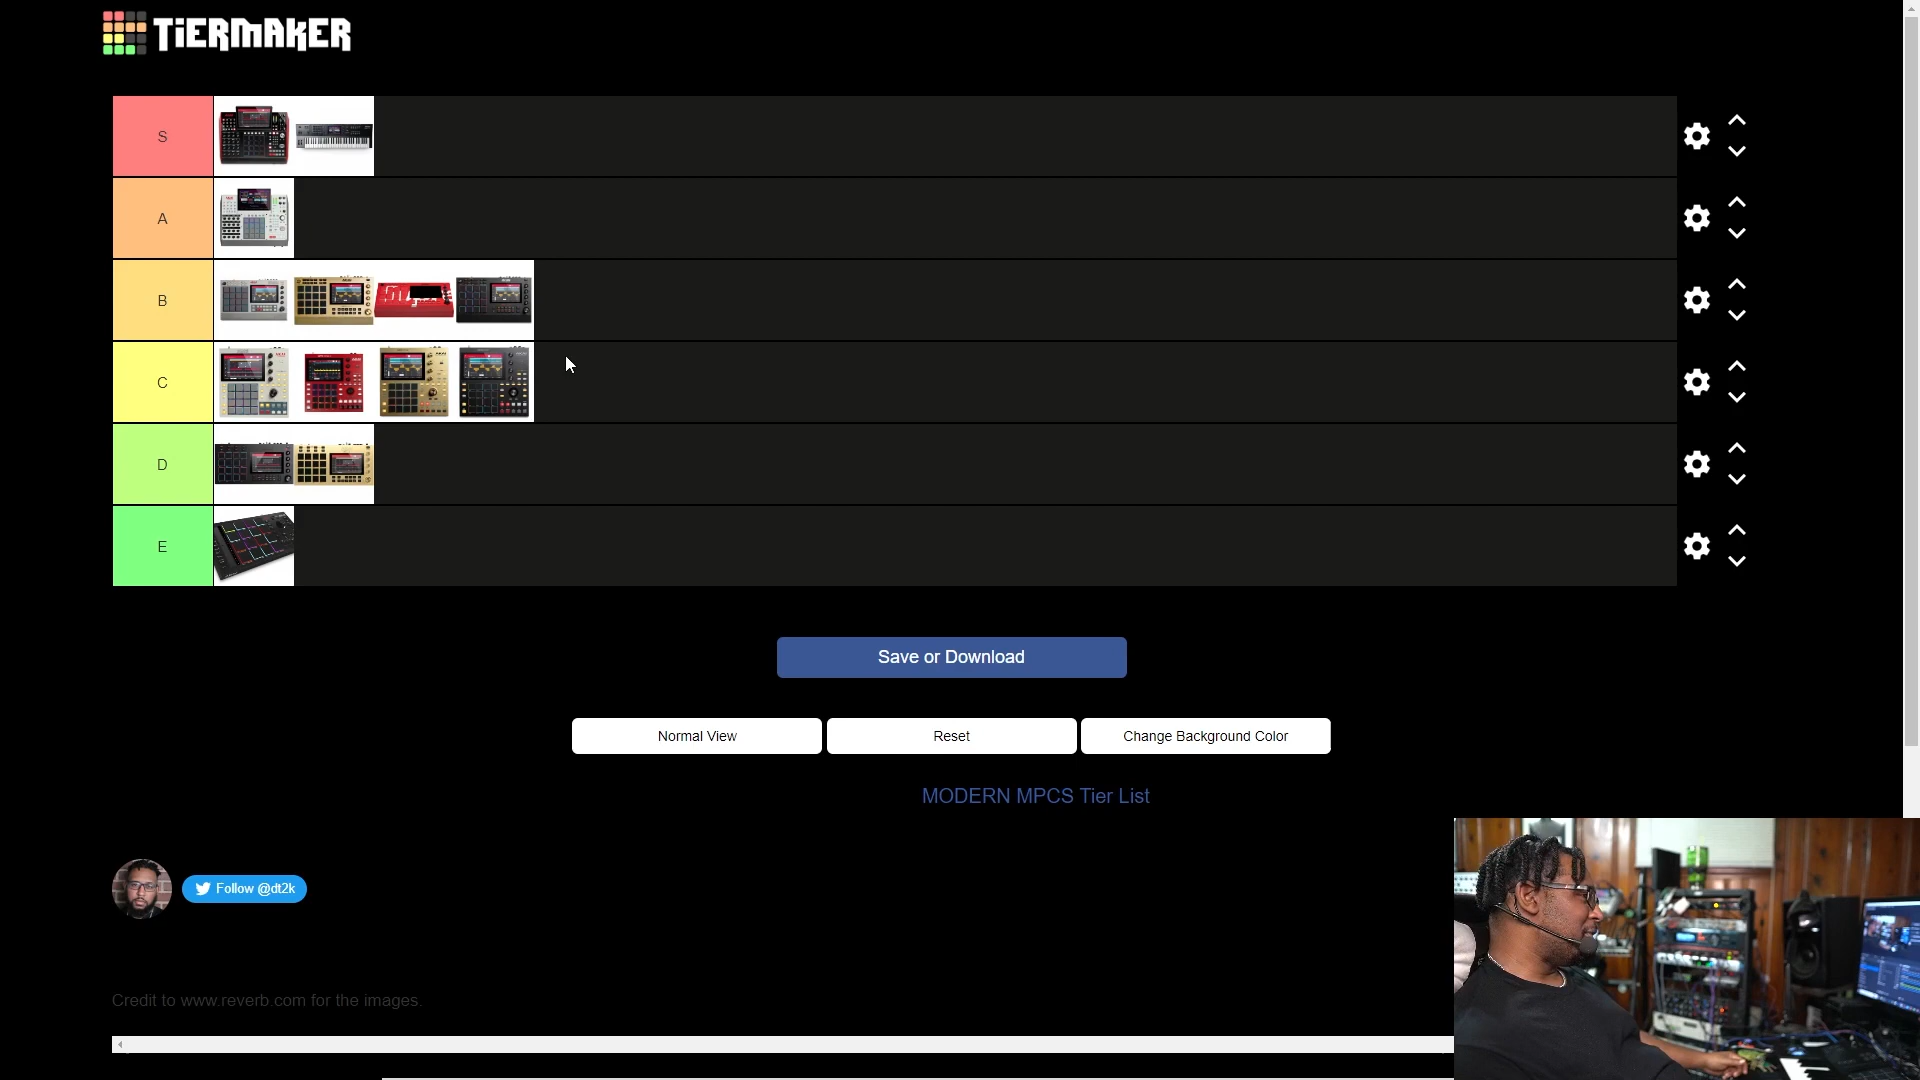 TiERMAKER
S
A
B
C
D
E
Save or Download
Normal View
Reset
Change Background Color
MODERN MPCS Tier List
Follow @dt2k
Credit to www.reverb.com for the images.